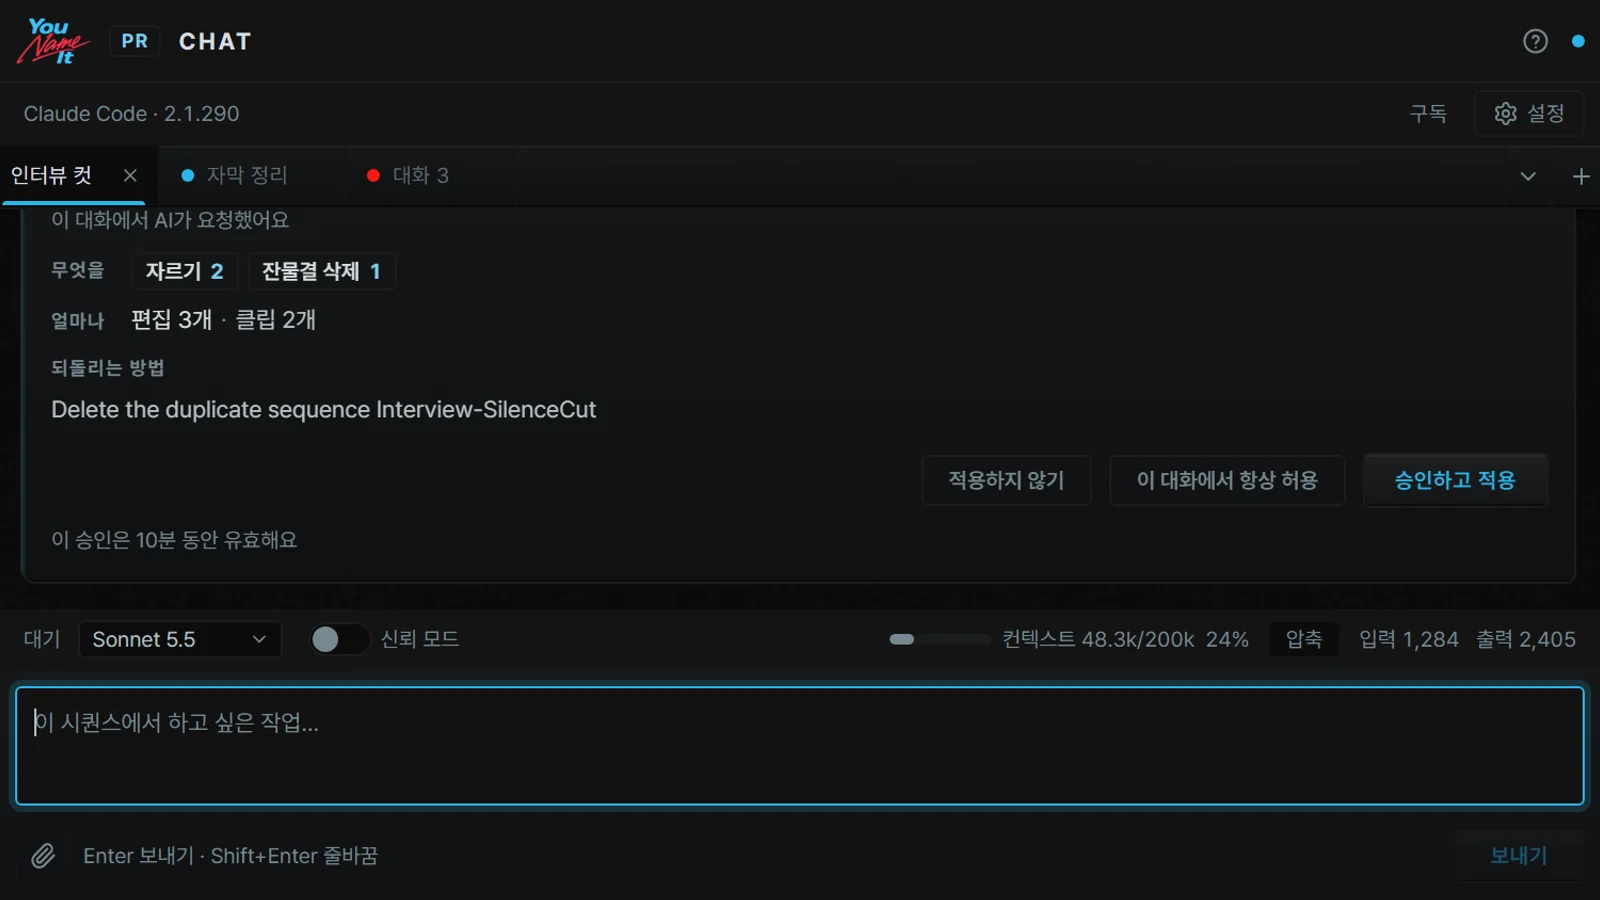 You Name It PR CHAT
Claude Code · 2.1.290 구독 설정
인터뷰 컷 자막 정리 대화 3
이 대화에서 AI가 요청했어요
무엇을 자르기 2 잔물결 삭제 1
얼마나 편집 3개 · 클립 2개
되돌리는 방법
Delete the duplicate sequence Interview-SilenceCut
적용하지 않기 이 대화에서 항상 허용 승인하고 적용
이 승인은 10분 동안 유효해요
대기 Sonnet 5.5 신뢰 모드 컨텍스트 48.3k/200k 24% 압축 입력 1,284 출력 2,405
이 시퀀스에서 하고 싶은 작업...
Enter 보내기 · Shift+Enter 줄바꿈 보내기